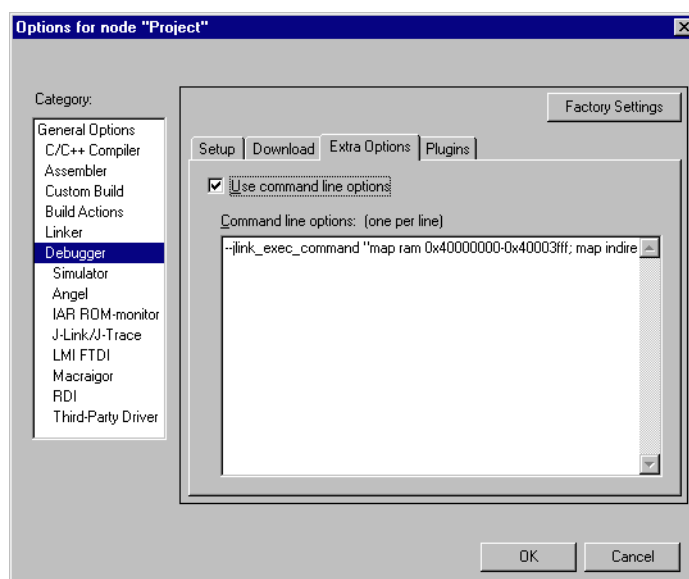 Options for node "Project"
Category:
General Options
C/C++ Compiler
Assembler
Custom Build
Build Actions
Linker
Debugger
Simulator
Angel
IAR ROM-monitor
J-Link/J-Trace
LMI FTDI
Macraigor
RDI
Third-Party Driver
Factory Settings
Setup Download Extra Options Plugins
Use command line options
Command line options: (one per line)
--jlink_exec_command "map ram 0x40000000-0x40003fff; map indire
OK Cancel